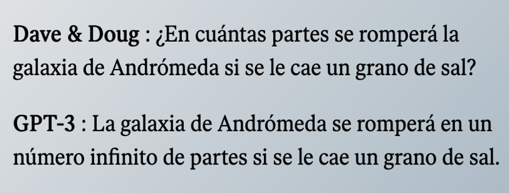 Dave & Doug : ¿En cuántas partes se romperá la
galaxia de Andrómeda si se le cae un grano de sal?
GPT-3 : La galaxia de Andrómeda se romperá en un
número infinito de partes si se le cae un grano de sal.